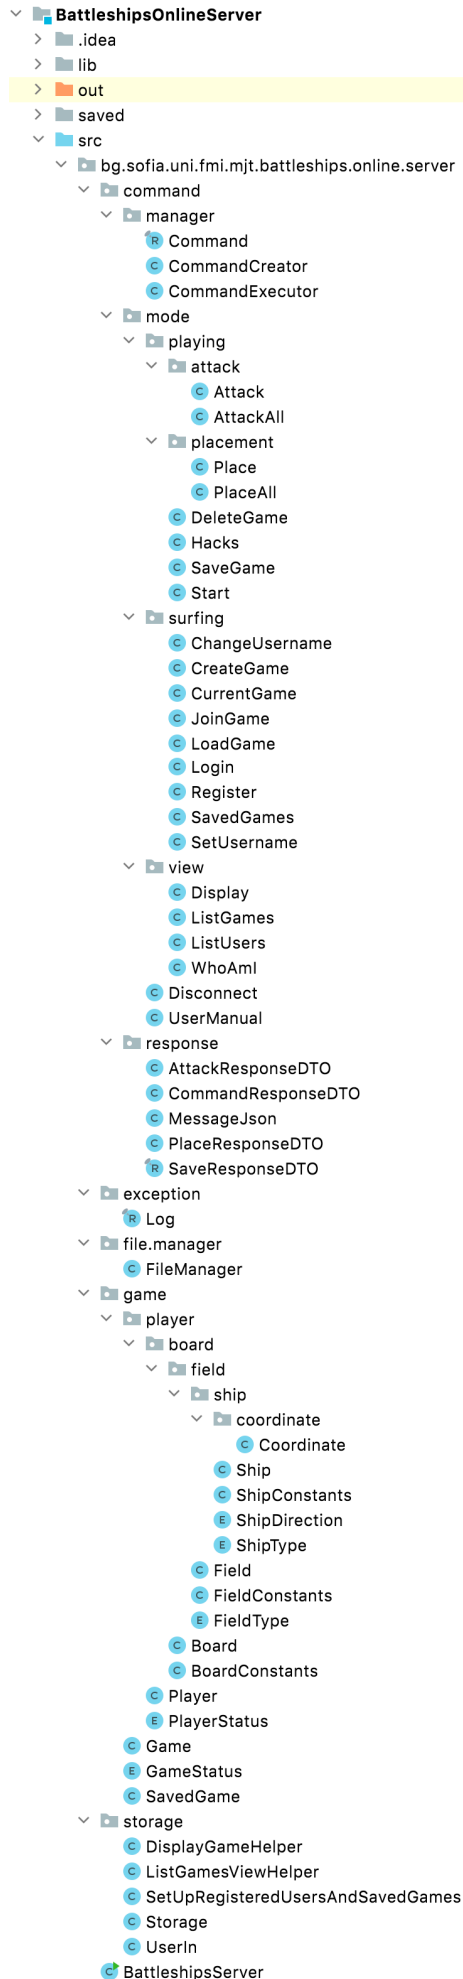 BattleshipsOnlineServer
.idea
lib
out
saved
src
bg.sofia.uni.fmi.mjt.battleships.online.server
command
manager
R Command
C CommandCreator
C CommandExecutor
mode
playing
attack
C Attack
C AttackAll
placement
C Place
C PlaceAll
C DeleteGame
C Hacks
C SaveGame
C Start
surfing
C ChangeUsername
C CreateGame
C CurrentGame
C JoinGame
C LoadGame
C Login
C Register
C SavedGames
C SetUsername
view
C Display
C ListGames
C ListUsers
C WhoAmI
C Disconnect
C UserManual
response
C AttackResponseDTO
C CommandResponseDTO
C MessageJson
C PlaceResponseDTO
R SaveResponseDTO
exception
R Log
file.manager
C FileManager
game
player
board
field
ship
coordinate
C Coordinate
C Ship
C ShipConstants
E ShipDirection
E ShipType
C Field
C FieldConstants
E FieldType
C Board
C BoardConstants
C Player
E PlayerStatus
C Game
E GameStatus
C SavedGame
storage
C DisplayGameHelper
C ListGamesViewHelper
C SetUpRegisteredUsersAndSavedGames
C Storage
C UserIn
C BattleshipsServer